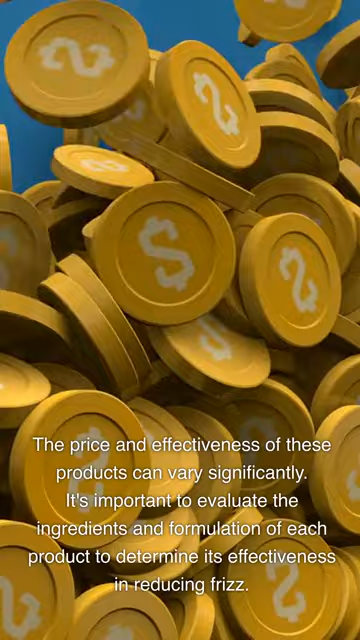 The price and effectiveness of these
products can vary significantly.
It's important to evaluate the
ingredients and formulation of each
product to determine its effectiveness
in reducing frizz.